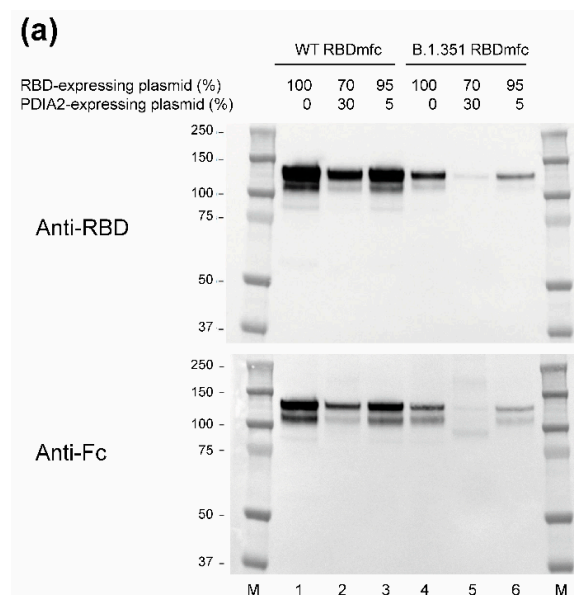 (a)
WT RBDmfc B.1.351 RBDmfc
RBD-expressing plasmid (%) 100 70 95 100 70 95
PDIA2-expressing plasmid (%) 0 30 5 0 30 5
250
150
100
75
Anti-RBD
50
37
250
150
100
75
Anti-Fc
50
37
M 1 2 3 4 5 6 M